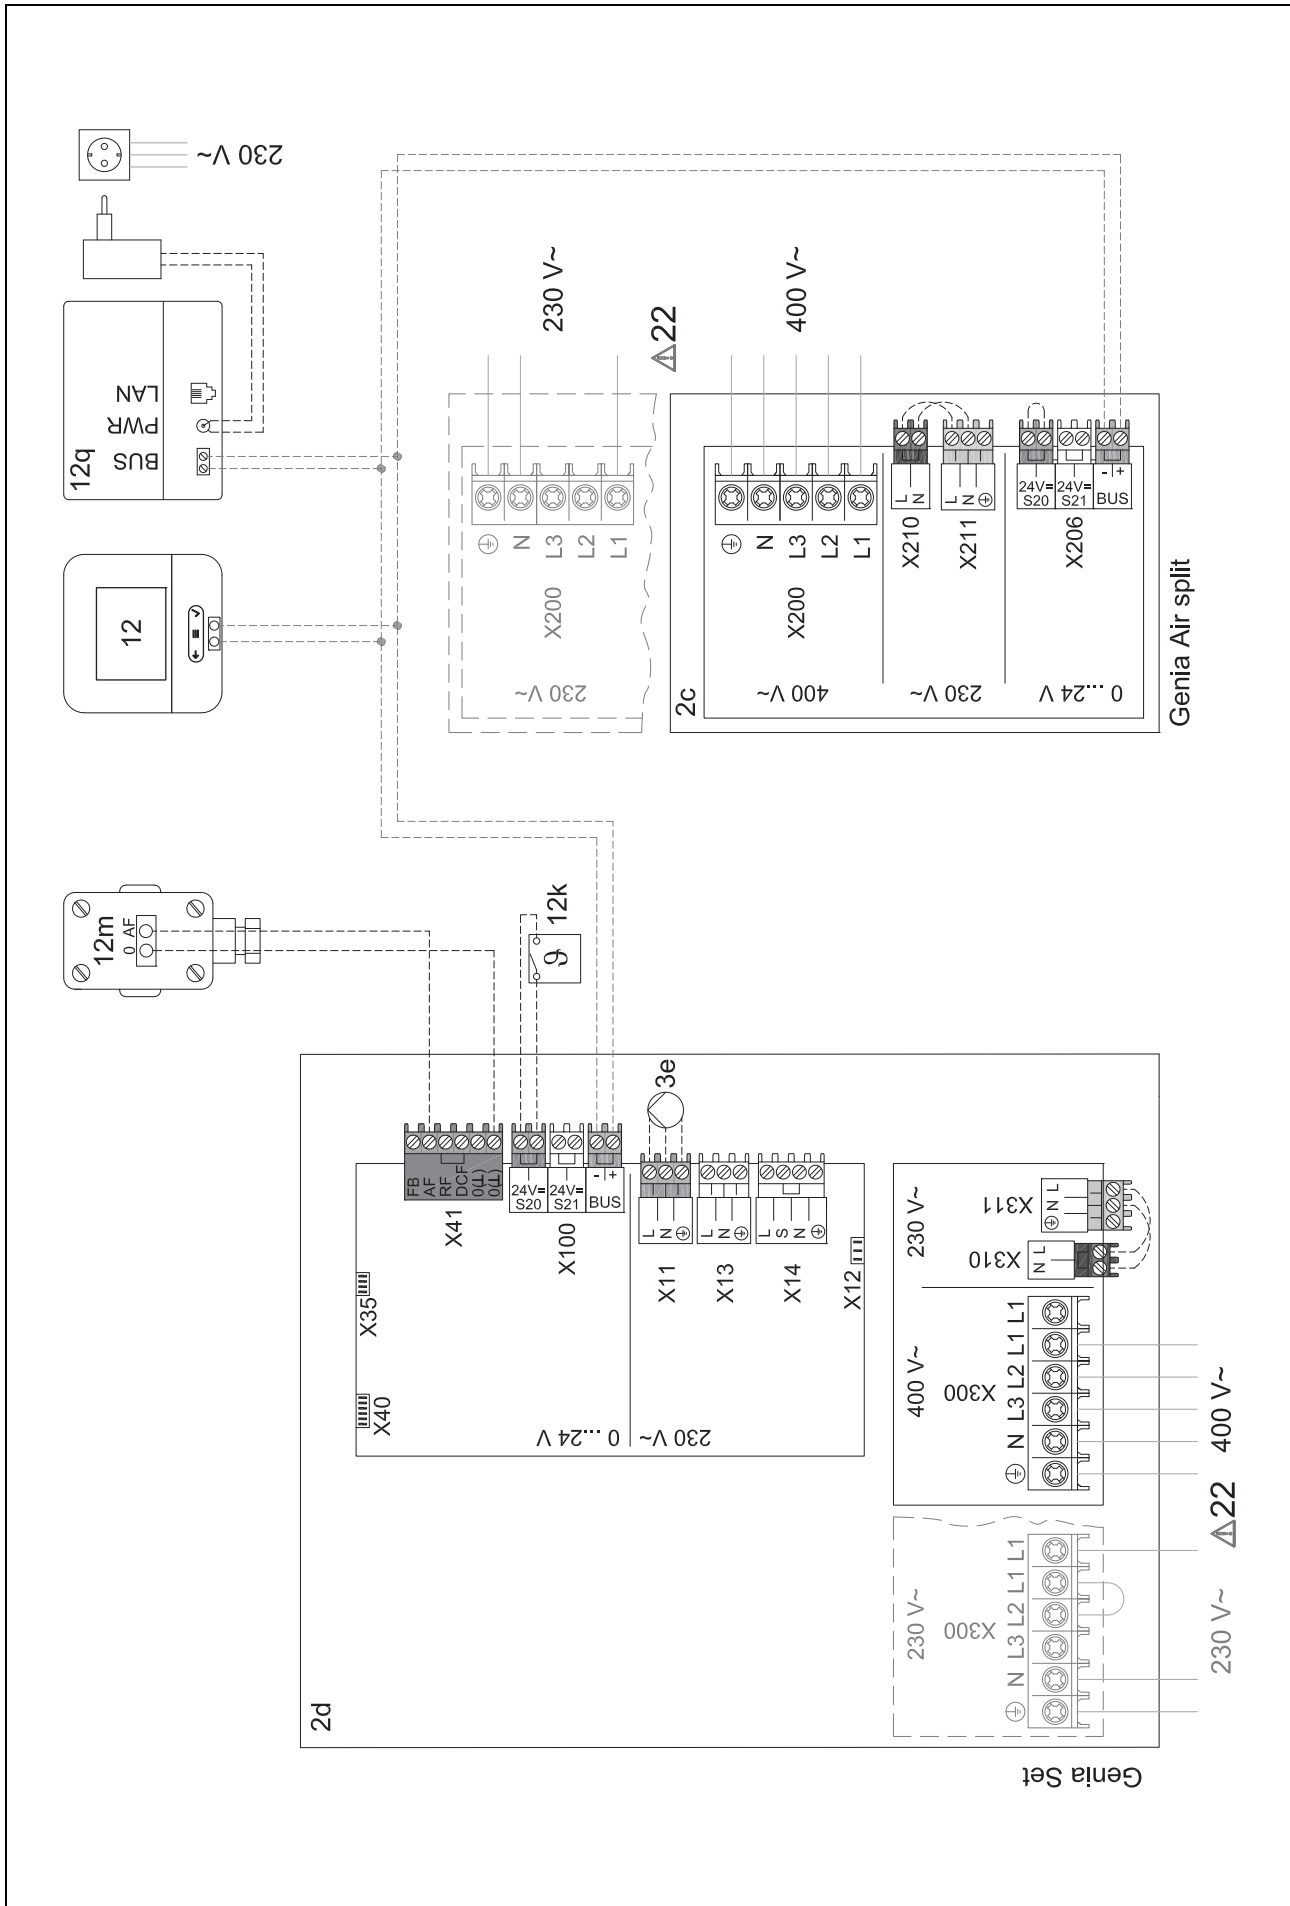 230 V~
LAN
PWR
BUS
12q
12
12m
0 AF
12k
ϑ
230 V~
⚠22
400 V~
⏚
N
L3
L2
L1
X200
230 V~
2c
⏚
N
L3
L2
L1
X200
400 V~
L
N
X210
L
N
⏚
X211
230 V~
24V=
S20
24V=
S21
- +
BUS
X206
0 ...24 V
Genia Air split
FB
AF
RF
DCF
0(⊥)
0(⊥)
X41
24V=
S20
24V=
S21
- +
BUS
X100
3e
L
N
⏚
X11
L
N
⏚
X13
L
S
N
⏚
X14
X12
X35
X40
0 ...24 V
230 V~
230 V~
⏚ N L
X311
N L
X310
400 V~
X300
⏚ N L3 L2 L1 L1
400 V~
⚠22
230 V~
X300
⏚ N L3 L2 L1 L1
230 V~
2d
Genia Set